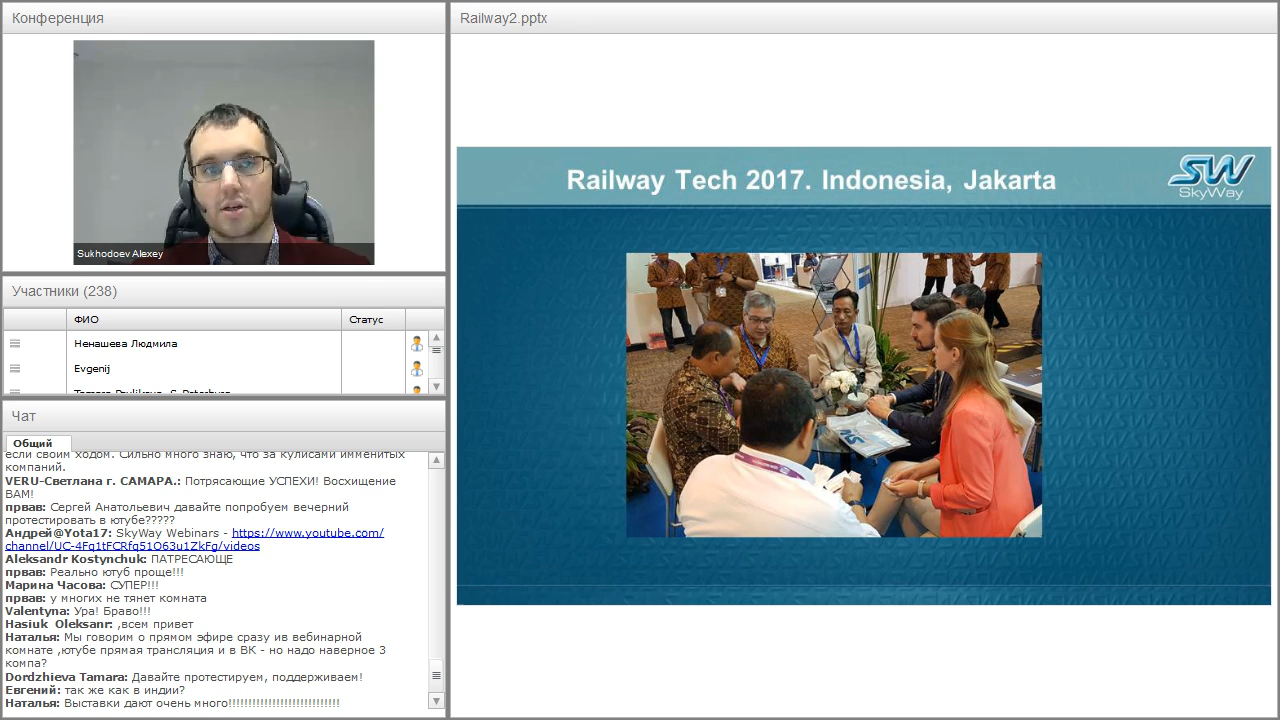 Конференция
Sukhodoev Alexey
Участники (238)
ФИО
Статус
Ненашева Людмила
Evgenij
Чат
Общий
если своим ходом. Сильно много знаю, что за кулисами имменитых
компаний.
VERU-Светлана г. САМАРА.: Потрясающие УСПЕХИ! Восхищение
ВАМ!
првав: Сергей Анатольевич давайте попробуем вечерний
протестировать в ютубе?????
Андрей@Yota17: SkyWay Webinars - https://www.youtube.com/
channel/UC-4Fq1tFCRfq51O63u1ZkFg/videos
Aleksandr Kostynchuk: ПАТРЕСАЮЩЕ
првав: Реально ютуб проще!!!
Марина Часова: СУПЕР!!!
првав: у многих не тянет комната
Valentyna: Ура! Браво!!!
Hasiuk Oleksanr: ,всем привет
Наталья: Мы говорим о прямом эфире сразу ив вебинарной
комнате ,ютубе прямая трансляция и в ВК - но надо наверное 3
компа?
Dordzhieva Tamara: Давайте протестируем, поддерживаем!
Евгений: так же как в индии?
Наталья: Выставки дают очень много!!!!!!!!!!!!!!!!!!!!!!!!!!!!
Railway2.pptx
Railway Tech 2017. Indonesia, Jakarta
SW
SkyWay
SW